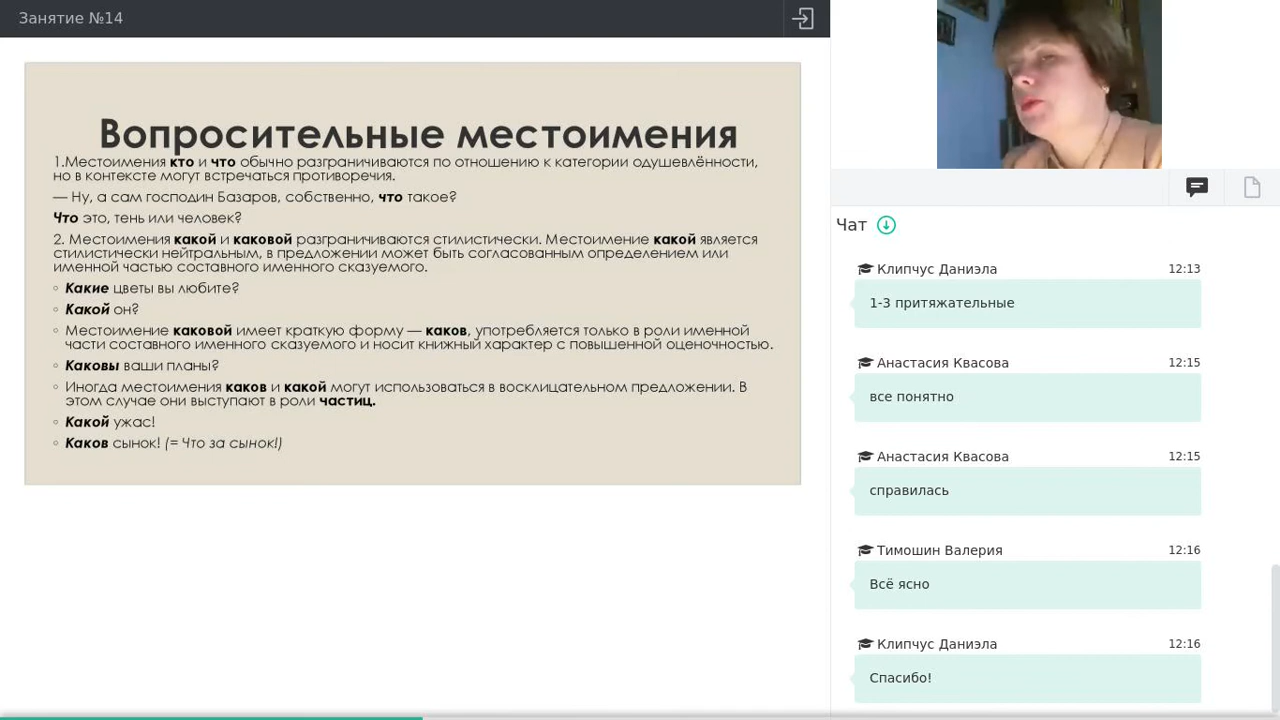 Занятие №14
Вопросительные местоимения
1.Местоимения кто и что обычно разграничиваются по отношению к категории одушевлённости,
но в контексте могут встречаться противоречия.
— Ну, а сам господин Базаров, собственно, что такое?
Что это, тень или человек?
2. Местоимения какой и каковой разграничиваются стилистически. Местоимение какой является
стилистически нейтральным, в предложении может быть согласованным определением или
именной частью составного именного сказуемого.
Какие цветы вы любите?
Какой он?
Местоимение каковой имеет краткую форму — каков, употребляется только в роли именной
части составного именного сказуемого и носит книжный характер с повышенной оценочностью.
Каковы ваши планы?
Иногда местоимения каков и какой могут использоваться в восклицательном предложении. В
этом случае они выступают в роли частиц.
Какой ужас!
Каков сынок! (= Что за сынок!)
Чат
Клипчус Даниэла 12:13
1-3 притяжательные
Анастасия Квасова 12:15
все понятно
Анастасия Квасова 12:15
справилась
Тимошин Валерия 12:16
Всё ясно
Клипчус Даниэла 12:16
Спасибо!